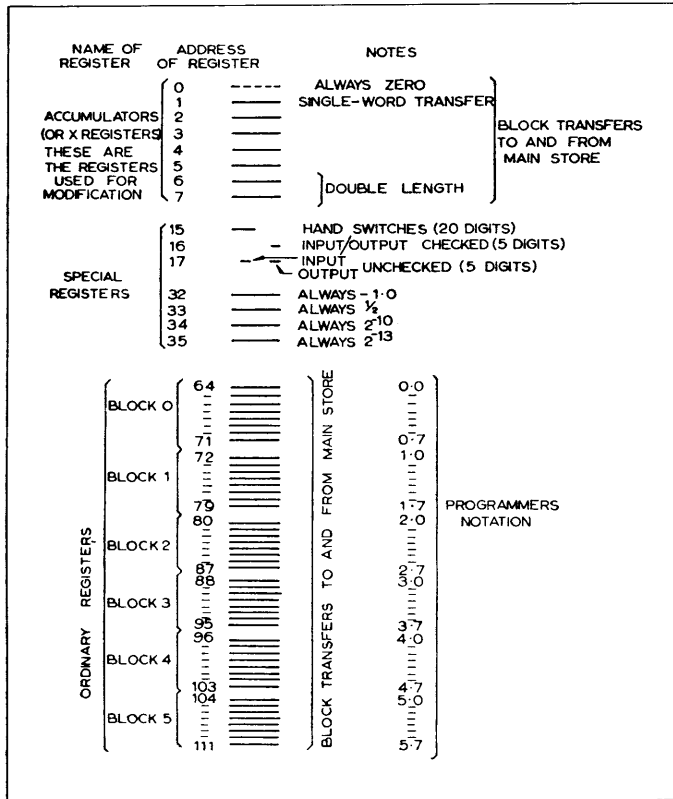 NAME OF ADDRESS NOTES
REGISTER OF REGISTER
0 ALWAYS ZERO
1 SINGLE-WORD TRANSFER
ACCUMULATORS 2
(OR X REGISTERS) 3
THESE ARE 4
THE REGISTERS 5
USED FOR 6
MODIFICATION 7
DOUBLE LENGTH
BLOCK TRANSFERS
TO AND FROM
MAIN STORE
SPECIAL
REGISTERS
15 HAND SWITCHES (20 DIGITS)
16 INPUT/OUTPUT CHECKED (5 DIGITS)
17 INPUT
OUTPUT UNCHECKED (5 DIGITS)
32 ALWAYS -1·0
33 ALWAYS ½
34 ALWAYS 2^-10
35 ALWAYS 2^-13
ORDINARY REGISTERS
BLOCK 0
64 0·0
71 0·7
BLOCK 1
72 1·0
79 1·7
BLOCK 2
80 2·0
87 2·7
BLOCK 3
88 3·0
95 3·7
BLOCK 4
96 4·0
103 4·7
BLOCK 5
104 5·0
111 5·7
BLOCK TRANSFERS TO AND FROM MAIN STORE
PROGRAMMERS
NOTATION